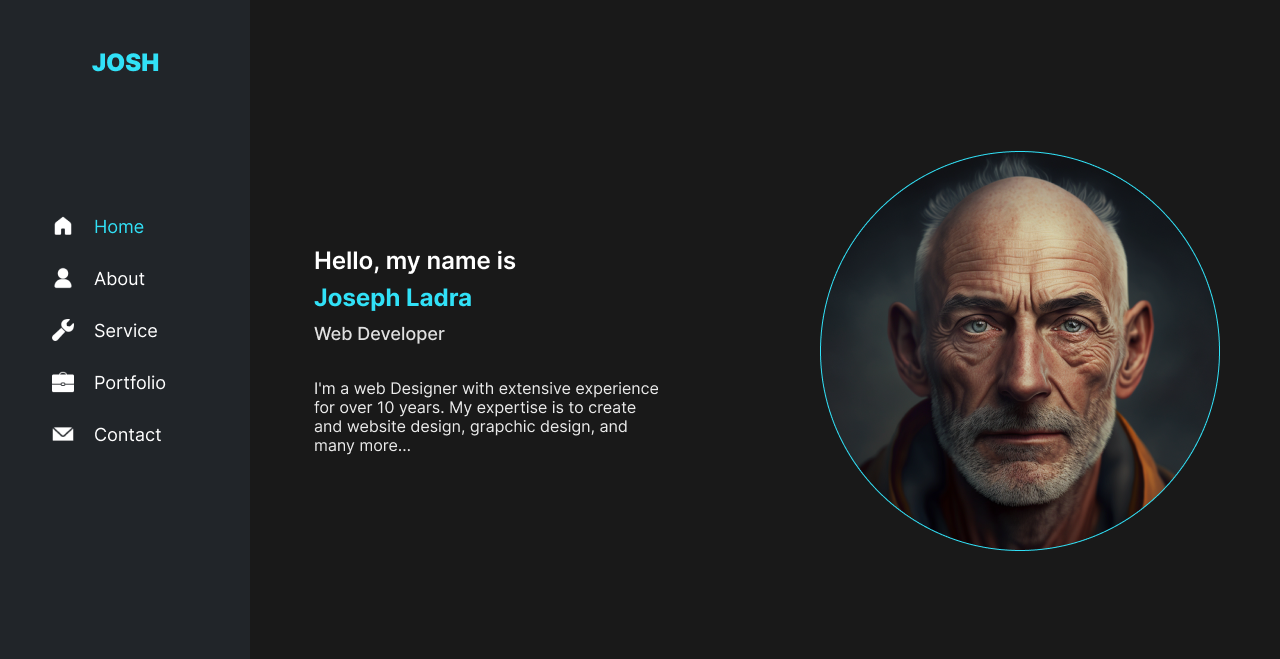 JOSH
Home
About
Service
Portfolio
Contact
Hello, my name is
Joseph Ladra
Web Developer
I'm a web Designer with extensive experience
for over 10 years. My expertise is to create
and website design, grapchic design, and
many more...